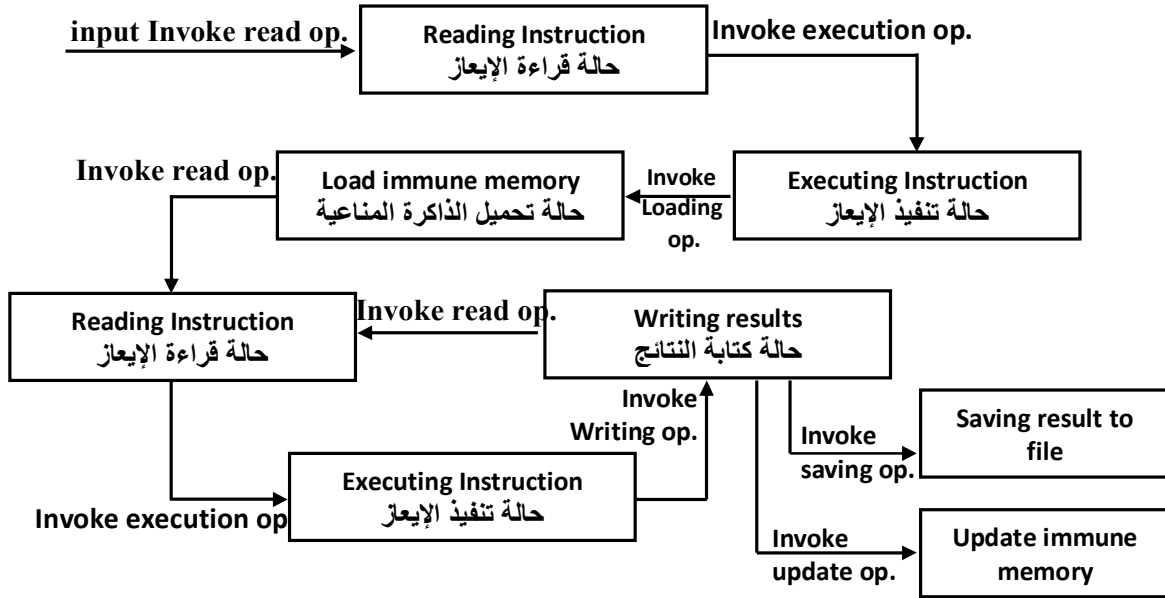 input Invoke read op.
Reading Instruction
حالة قراءة الإيعاز
Invoke execution op.
Executing Instruction
حالة تنفيذ الإيعاز
Invoke
Loading
op.
Load immune memory
حالة تحميل الذاكرة المناعية
Invoke read op.
Reading Instruction
حالة قراءة الإيعاز
Invoke read op.
Writing results
حالة كتابة النتائج
Invoke
Writing op.
Executing Instruction
حالة تنفيذ الإيعاز
Invoke execution op
Invoke
saving op.
Saving result to
file
Invoke
update op.
Update immune
memory